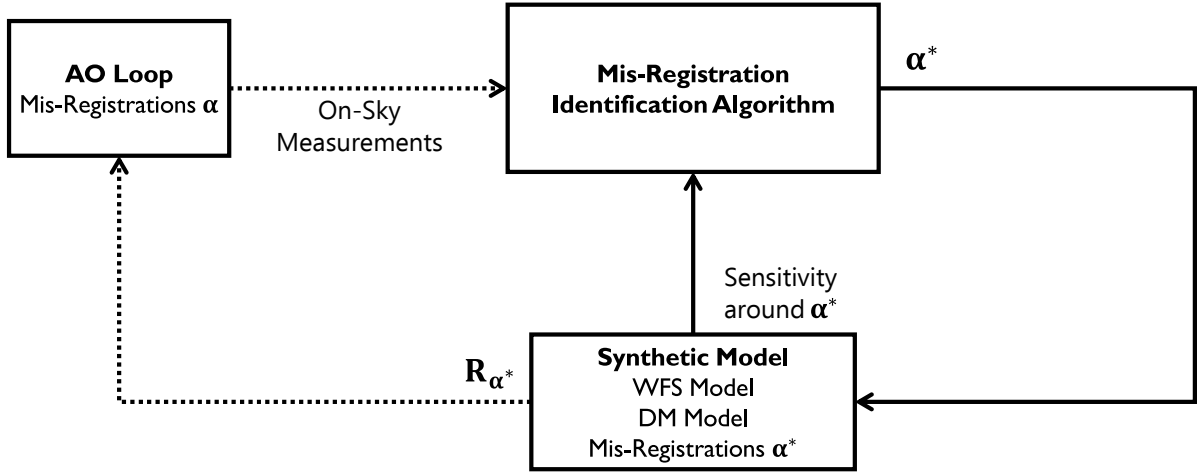 AO Loop
Mis-Registrations α
On-Sky
Measurements
Mis-Registration
Identification Algorithm
α*
Sensitivity
around α*
R_α*
Synthetic Model
WFS Model
DM Model
Mis-Registrations α*